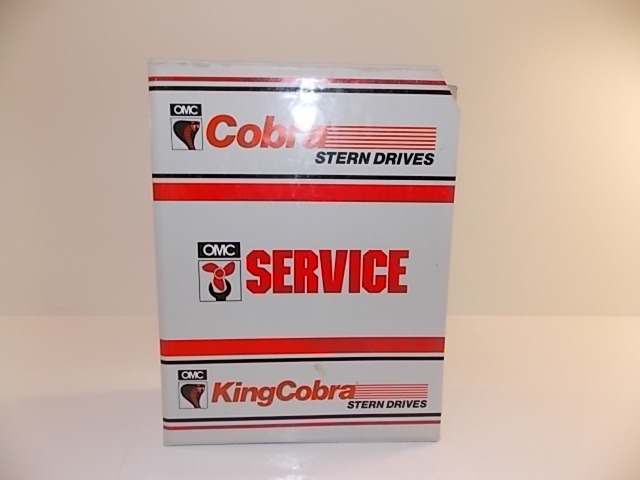 OMC
Cobra
STERN DRIVES
OMC
SERVICE
OMC
KingCobra
STERN DRIVES